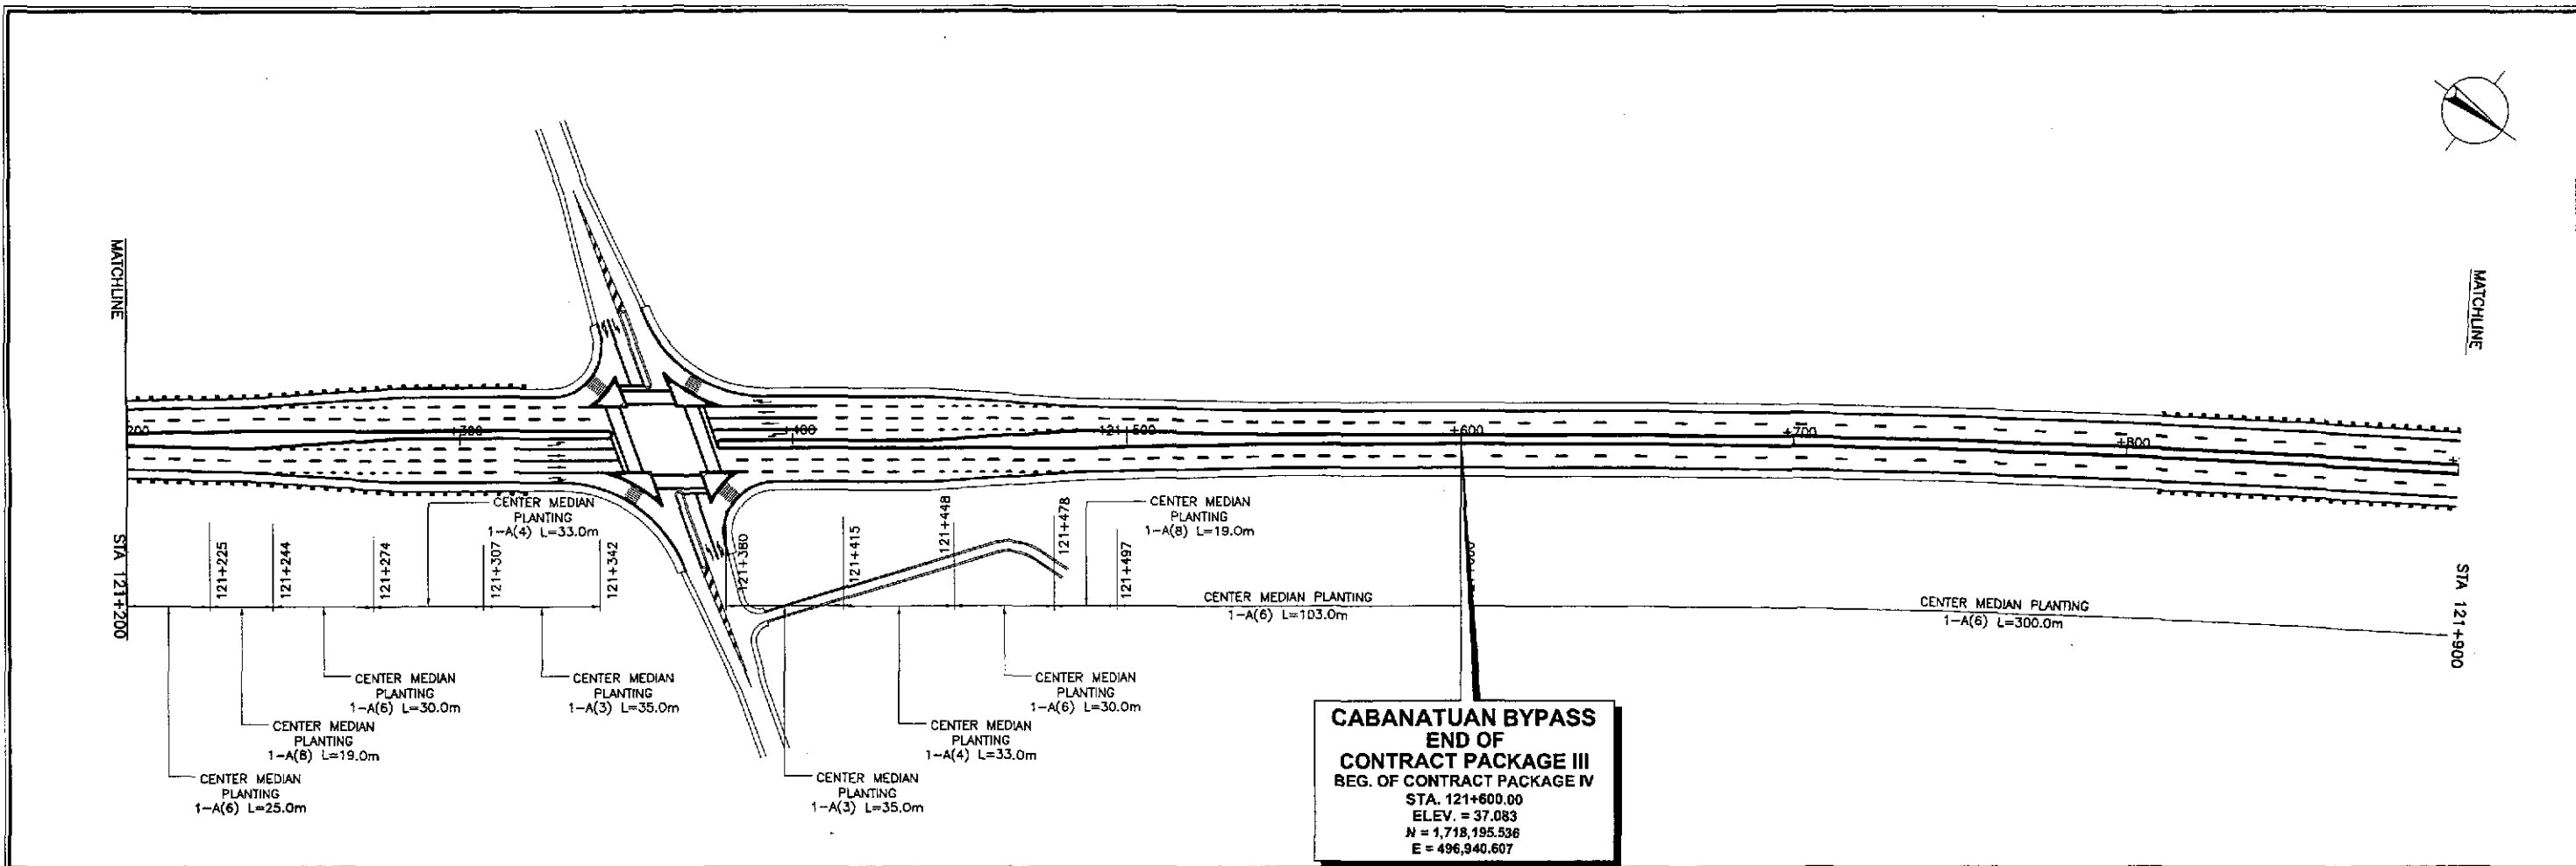 MATCHLINE
MATCHLINE
200
+300
+400
121+500
+600
+700
+800
STA 121+200
121+225
121+244
121+274
CENTER MEDIAN
PLANTING
1-A(4) L=33.0m
121+307
121+342
121+380
121+415
121+448
121+478
CENTER MEDIAN
PLANTING
1-A(8) L=19.0m
121+497
CENTER MEDIAN PLANTING
1-A(6) L=103.0m
CENTER MEDIAN PLANTING
1-A(6) L=300.0m
STA 121+900
CENTER MEDIAN
PLANTING
1-A(6) L=25.0m
CENTER MEDIAN
PLANTING
1-A(8) L=19.0m
CENTER MEDIAN
PLANTING
1-A(6) L=30.0m
CENTER MEDIAN
PLANTING
1-A(3) L=35.0m
CENTER MEDIAN
PLANTING
1-A(3) L=35.0m
CENTER MEDIAN
PLANTING
1-A(4) L=33.0m
CENTER MEDIAN
PLANTING
1-A(6) L=30.0m
CABANATUAN BYPASS
END OF
CONTRACT PACKAGE III
BEG. OF CONTRACT PACKAGE IV
STA. 121+600.00
ELEV. = 37.083
N = 1,718,195.536
E = 496,940.607